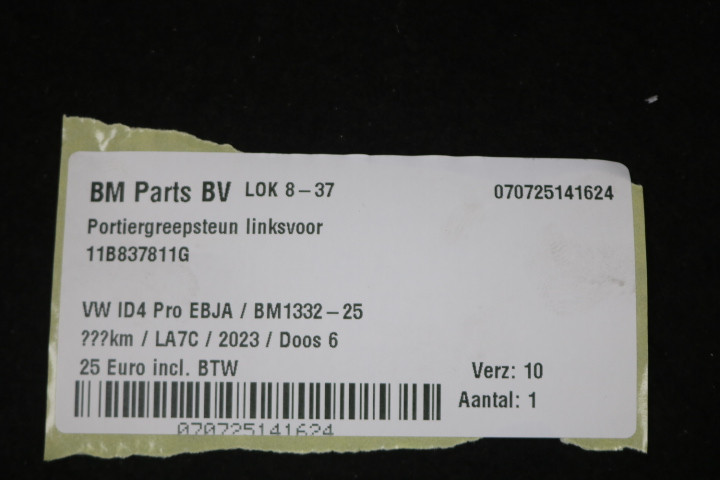 BM Parts BV LOK 8-37 070725141624
Portiergreepsteun linksvoor
11B837811G
VW ID4 Pro EBJA / BM1332-25
???km / LA7C / 2023 / Doos 6
25 Euro incl. BTW Verz: 10
Aantal: 1
070725141624